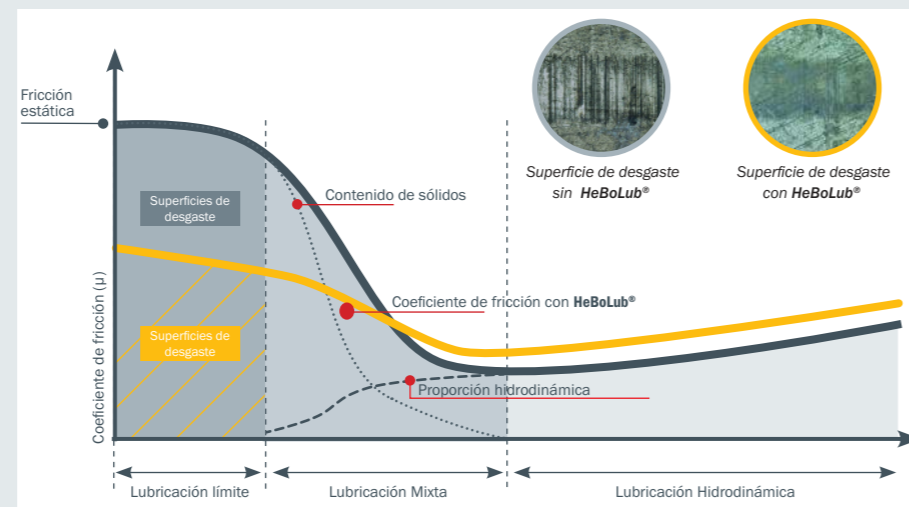 Fricción
estática
Superficies de
desgaste
Contenido de sólidos
Superficie de desgaste
sin HeBoLub®
Superficie de desgaste
con HeBoLub®
Coeficiente de fricción con HeBoLub®
Superficies de
desgaste
Proporción hidrodinámica
Coeficiente de fricción (μ)
Lubricación límite
Lubricación Mixta
Lubricación Hidrodinámica